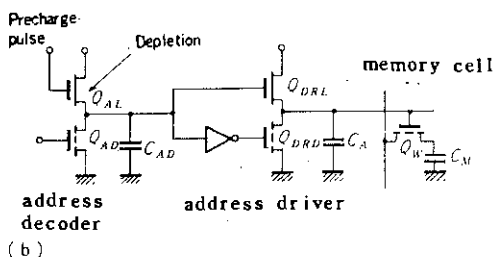 Precharge
pulse
Depletion
memory cell
Q_AL
Q_DRL
Q_AD
C_AD
Q_DRD
C_A
Q_W
C_M
address
decoder
address driver
(b)